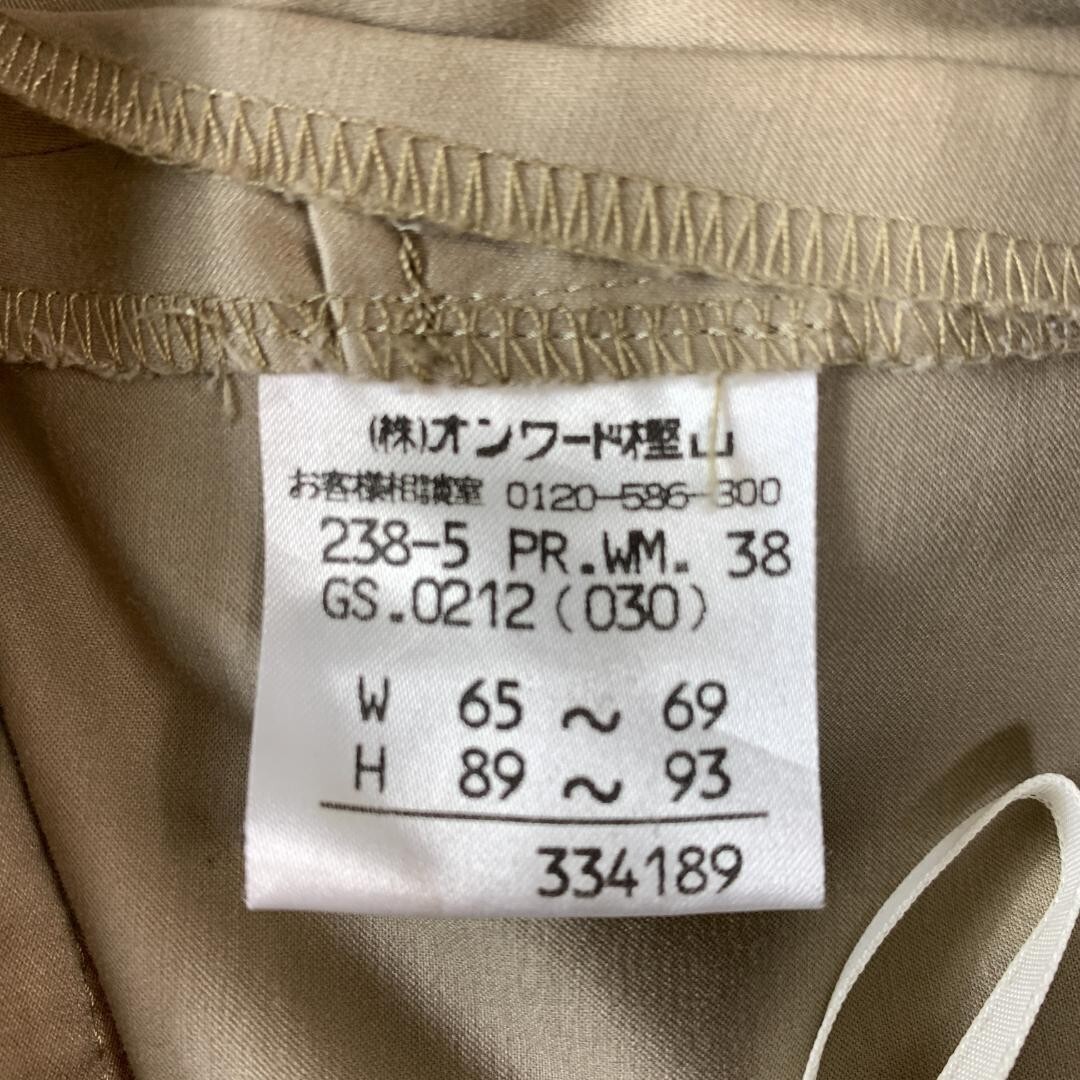 (株)オンワード樫山
お客様相談室 0120-586-300
238-5 PR.WM. 38
GS.0212(030)
W 65 ~ 69
H 89 ~ 93
334189